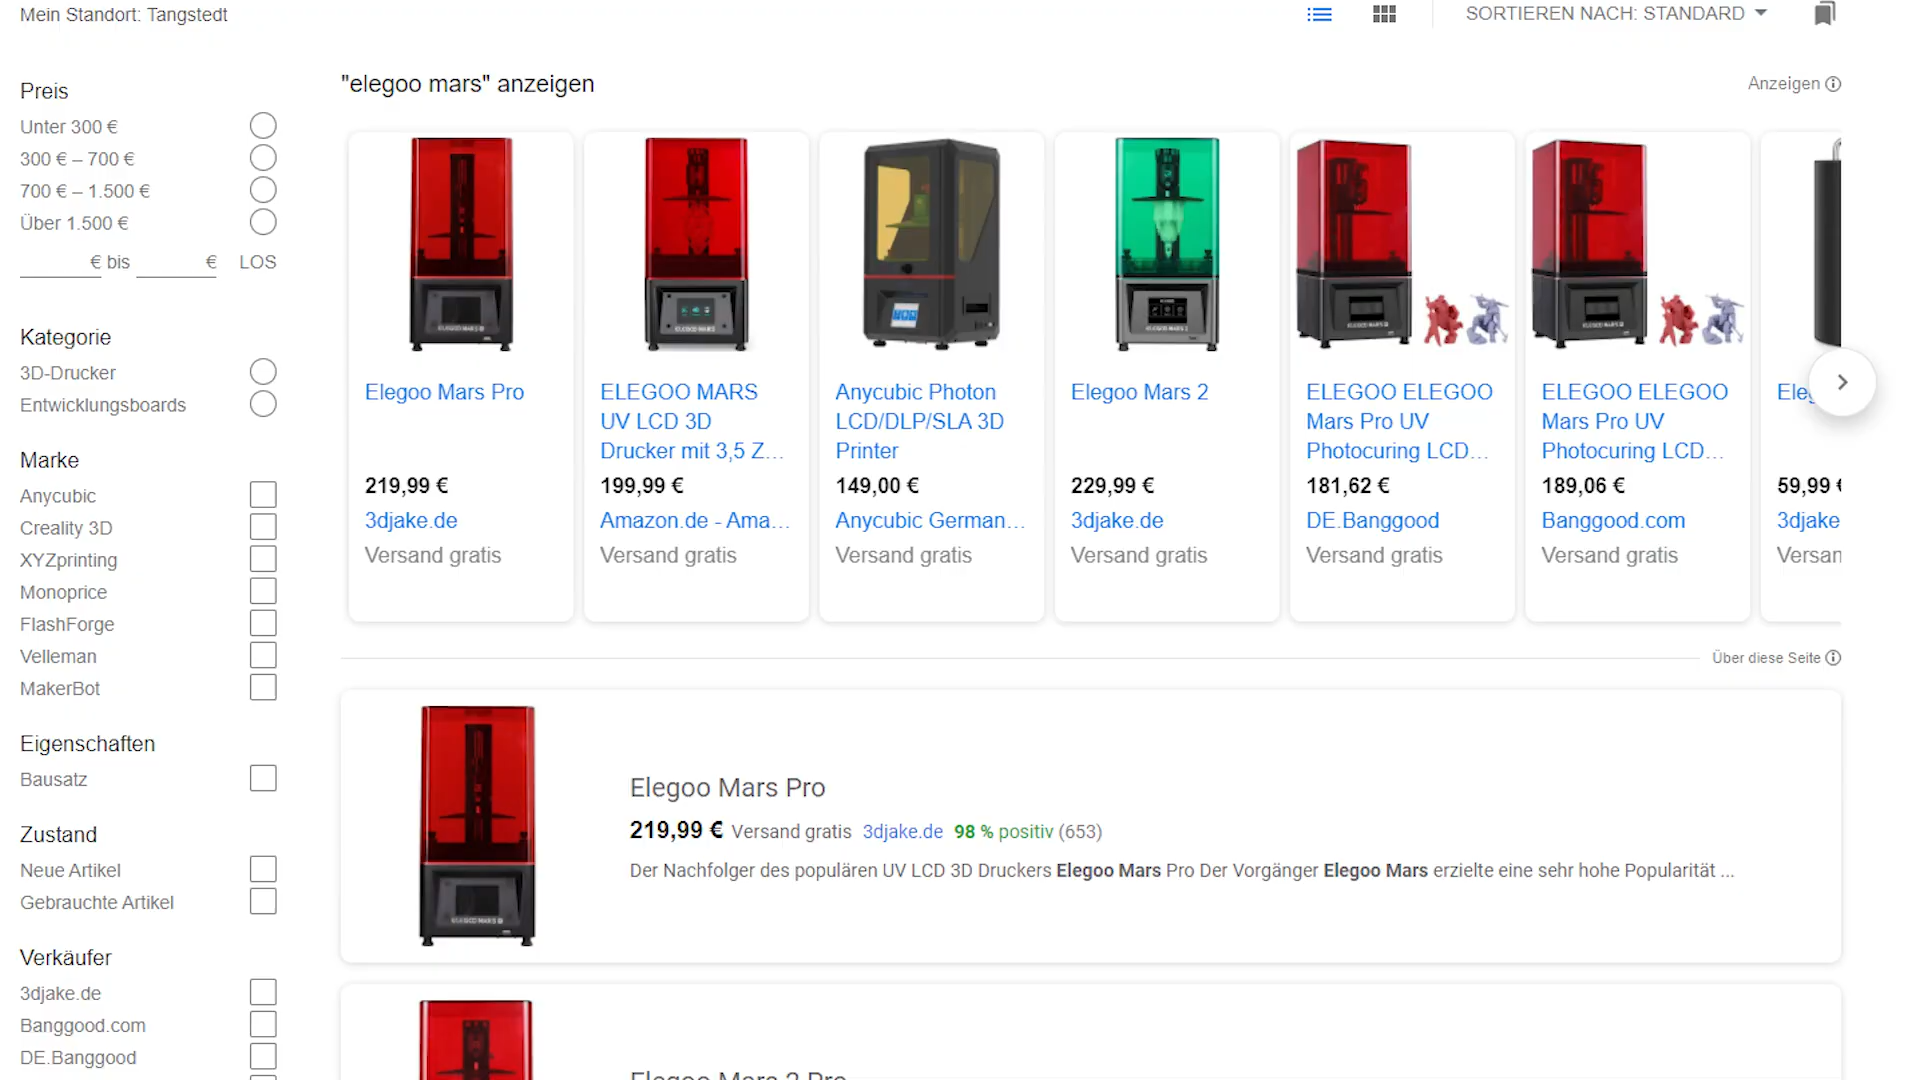 Mein Standort: Tangstedt
SORTIEREN NACH: STANDARD
Preis
Unter 300 €
300 € – 700 €
700 € – 1.500 €
Über 1.500 €
€ bis € LOS
Kategorie
3D-Drucker
Entwicklungsboards
Marke
Anycubic
Creality 3D
XYZprinting
Monoprice
FlashForge
Velleman
MakerBot
Eigenschaften
Bausatz
Zustand
Neue Artikel
Gebrauchte Artikel
Verkäufer
3djake.de
Banggood.com
DE.Banggood
"elegoo mars" anzeigen
Anzeigen
Elegoo Mars Pro
219,99 €
3djake.de
Versand gratis
ELEGOO MARS
UV LCD 3D
Drucker mit 3,5 Z...
199,99 €
Amazon.de - Ama...
Versand gratis
Anycubic Photon
LCD/DLP/SLA 3D
Printer
149,00 €
Anycubic German...
Versand gratis
Elegoo Mars 2
229,99 €
3djake.de
Versand gratis
ELEGOO ELEGOO
Mars Pro UV
Photocuring LCD...
181,62 €
DE.Banggood
Versand gratis
ELEGOO ELEGOO
Mars Pro UV
Photocuring LCD...
189,06 €
Banggood.com
Versand gratis
59,99 €
3djake
Versan
Über diese Seite
Elegoo Mars Pro
219,99 € Versand gratis 3djake.de 98 % positiv (653)
Der Nachfolger des populären UV LCD 3D Druckers Elegoo Mars Pro Der Vorgänger Elegoo Mars erzielte eine sehr hohe Popularität ...
Elegoo Mars 2 Pro